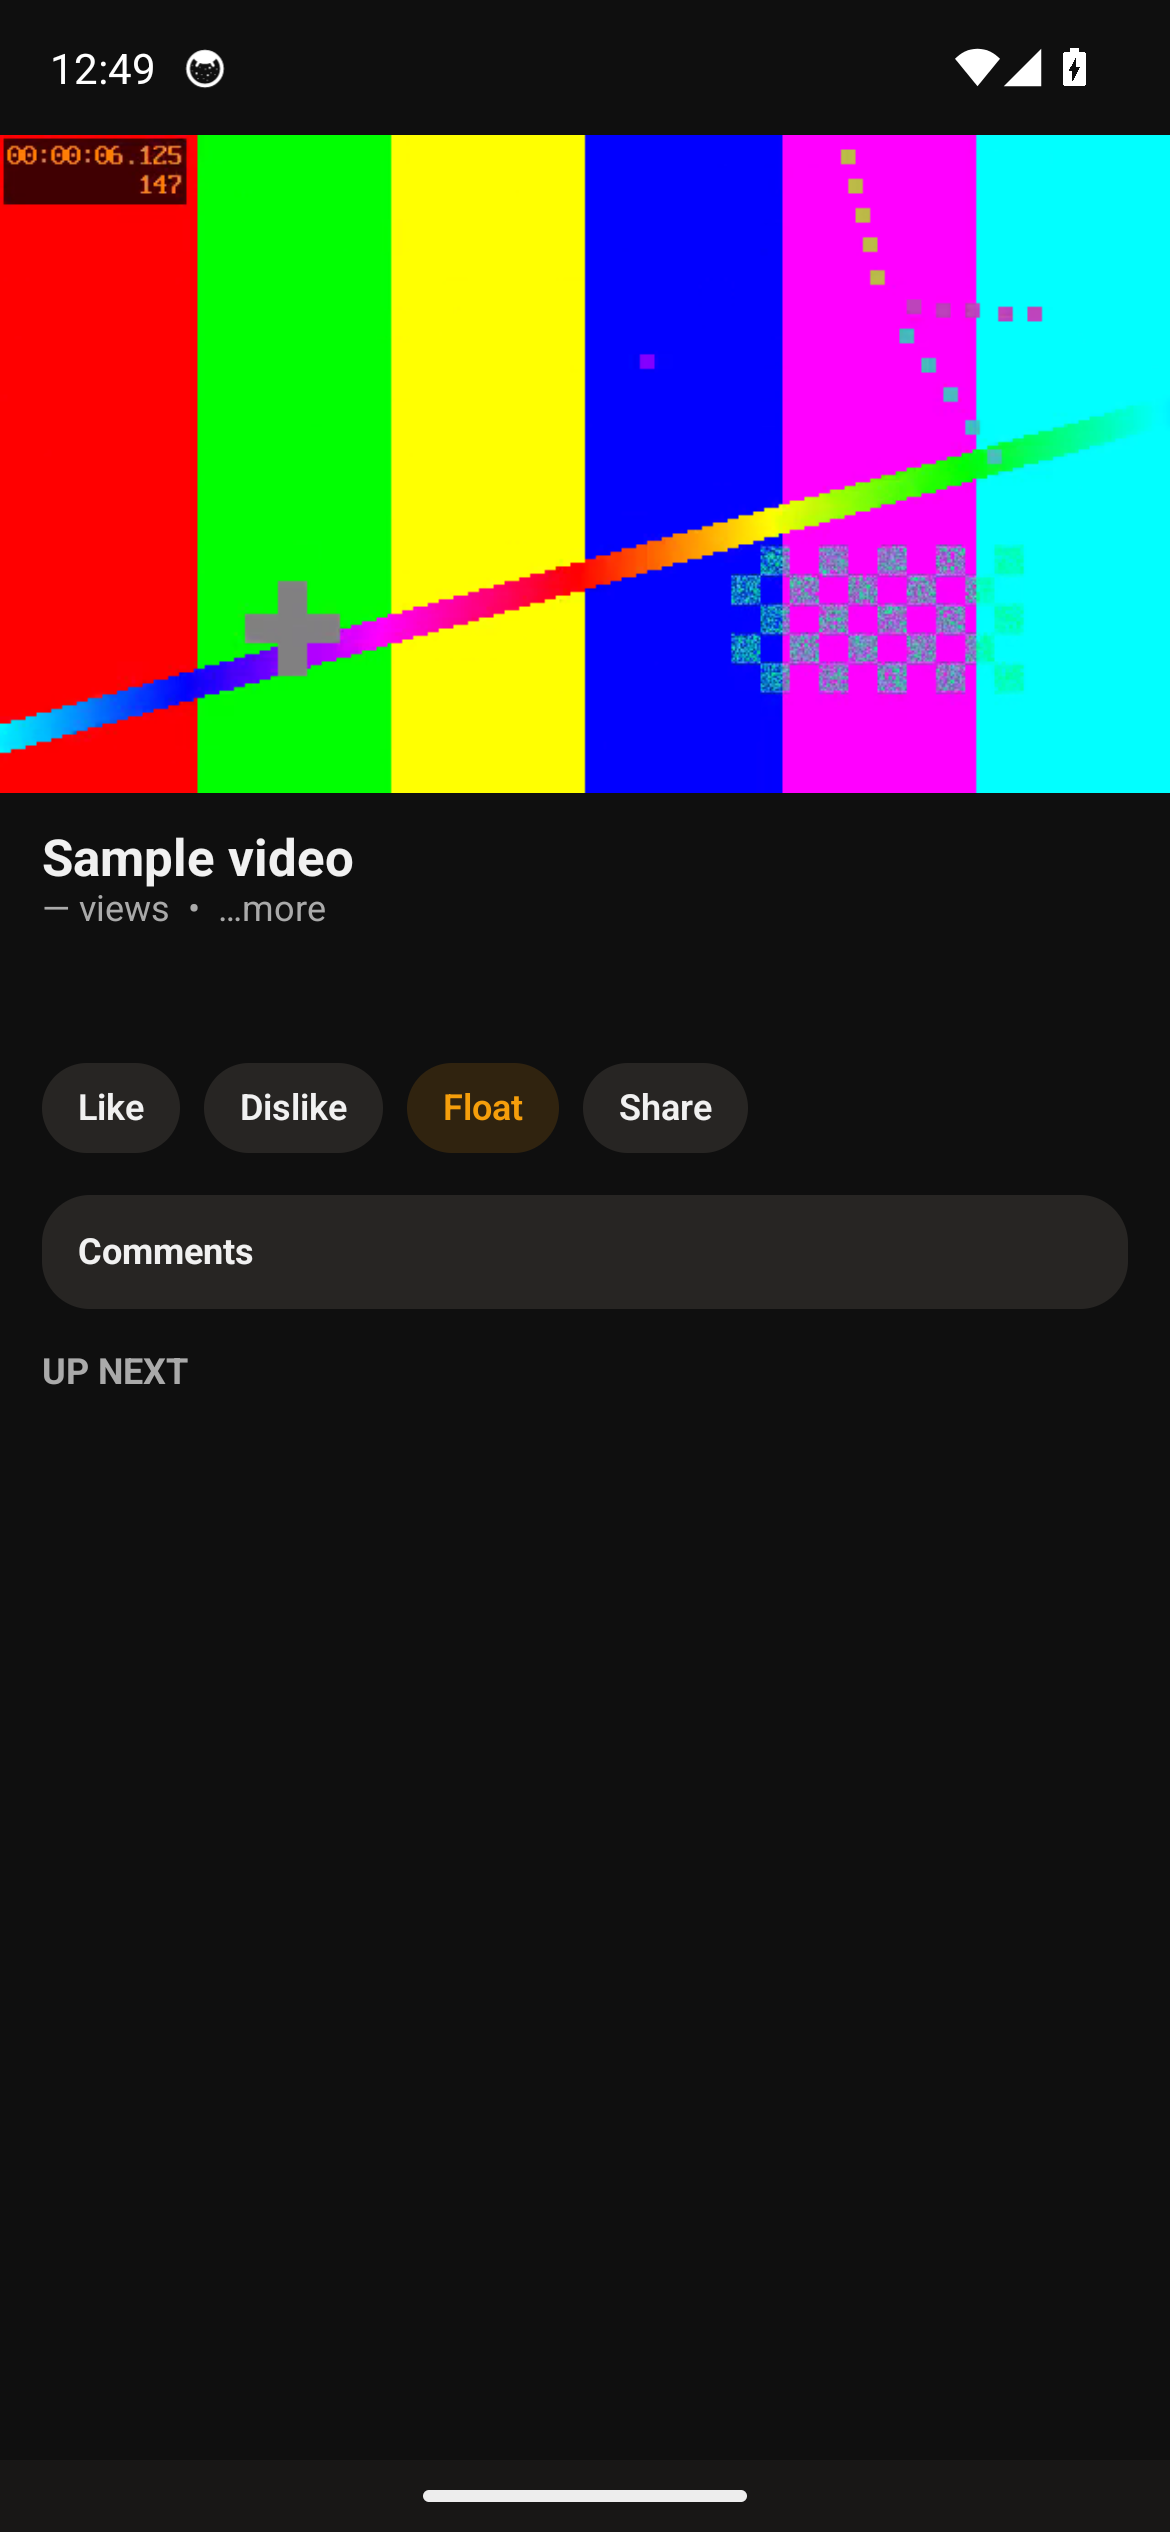 12:49
00:00:06.125
147
Sample video
— views • …more
Like Dislike Float Share
Comments
UP NEXT